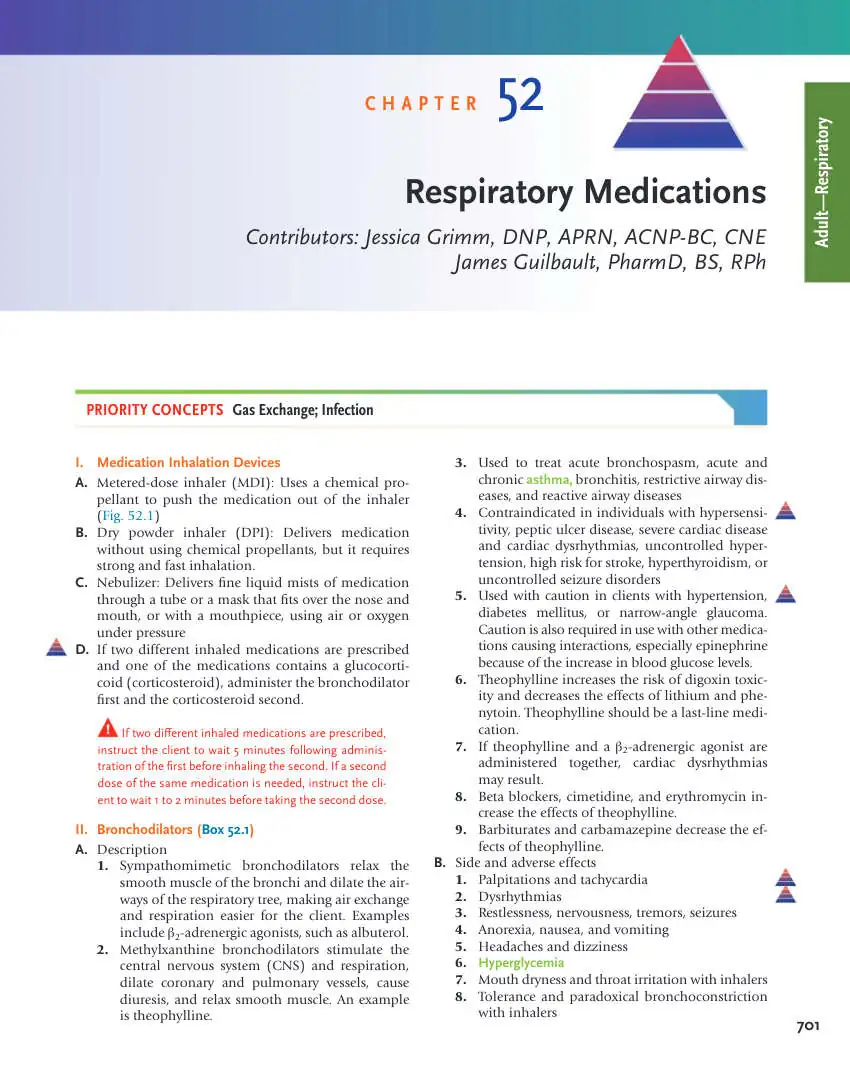 CHAPTER 52
Respiratory Medications
Contributors: Jessica Grimm, DNP, APRN, ACNP-BC, CNE
James Guilbault, PharmD, BS, RPh
Adult—Respiratory
PRIORITY CONCEPTS Gas Exchange; Infection
I. Medication Inhalation Devices
A. Metered-dose inhaler (MDI): Uses a chemical pro-
pellant to push the medication out of the inhaler
(Fig. 52.1)
B. Dry powder inhaler (DPI): Delivers medication
without using chemical propellants, but it requires
strong and fast inhalation.
C. Nebulizer: Delivers fine liquid mists of medication
through a tube or a mask that fits over the nose and
mouth, or with a mouthpiece, using air or oxygen
under pressure
D. If two different inhaled medications are prescribed
and one of the medications contains a glucocorti-
coid (corticosteroid), administer the bronchodilator
first and the corticosteroid second.
If two different inhaled medications are prescribed,
instruct the client to wait 5 minutes following adminis-
tration of the first before inhaling the second. If a second
dose of the same medication is needed, instruct the cli-
ent to wait 1 to 2 minutes before taking the second dose.
II. Bronchodilators (Box 52.1)
A. Description
1. Sympathomimetic bronchodilators relax the
smooth muscle of the bronchi and dilate the air-
ways of the respiratory tree, making air exchange
and respiration easier for the client. Examples
include β₂-adrenergic agonists, such as albuterol.
2. Methylxanthine bronchodilators stimulate the
central nervous system (CNS) and respiration,
dilate coronary and pulmonary vessels, cause
diuresis, and relax smooth muscle. An example
is theophylline.
3. Used to treat acute bronchospasm, acute and
chronic asthma, bronchitis, restrictive airway dis-
eases, and reactive airway diseases
4. Contraindicated in individuals with hypersensi-
tivity, peptic ulcer disease, severe cardiac disease
and cardiac dysrhythmias, uncontrolled hyper-
tension, high risk for stroke, hyperthyroidism, or
uncontrolled seizure disorders
5. Used with caution in clients with hypertension,
diabetes mellitus, or narrow-angle glaucoma.
Caution is also required in use with other medica-
tions causing interactions, especially epinephrine
because of the increase in blood glucose levels.
6. Theophylline increases the risk of digoxin toxic-
ity and decreases the effects of lithium and phe-
nytoin. Theophylline should be a last-line medi-
cation.
7. If theophylline and a β₂-adrenergic agonist are
administered together, cardiac dysrhythmias
may result.
8. Beta blockers, cimetidine, and erythromycin in-
crease the effects of theophylline.
9. Barbiturates and carbamazepine decrease the ef-
fects of theophylline.
B. Side and adverse effects
1. Palpitations and tachycardia
2. Dysrhythmias
3. Restlessness, nervousness, tremors, seizures
4. Anorexia, nausea, and vomiting
5. Headaches and dizziness
6. Hyperglycemia
7. Mouth dryness and throat irritation with inhalers
8. Tolerance and paradoxical bronchoconstriction
with inhalers
701